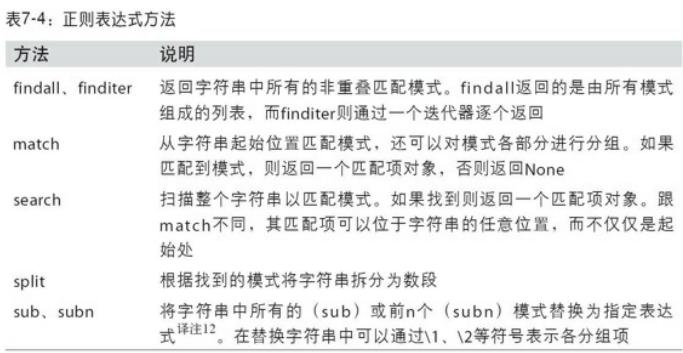 表7-4：正则表达式方法
方法 说明
findall、finditer 返回字符串中所有的非重叠匹配模式。findall返回的是由所有模式
组成的列表，而finditer则通过一个迭代器逐个返回
match 从字符串起始位置匹配模式，还可以对模式各部分进行分组。如果
匹配到模式，则返回一个匹配项对象，否则返回None
search 扫描整个字符串以匹配模式。如果找到则返回一个匹配项对象。跟
match不同，其匹配项可以位于字符串的任意位置，而不仅仅是起
始处
split 根据找到的模式将字符串拆分为数段
sub、subn 将字符串中所有的（sub）或前n个（subn）模式替换为指定表达
式译注12。在替换字符串中可以通过\1、\2等符号表示各分组项